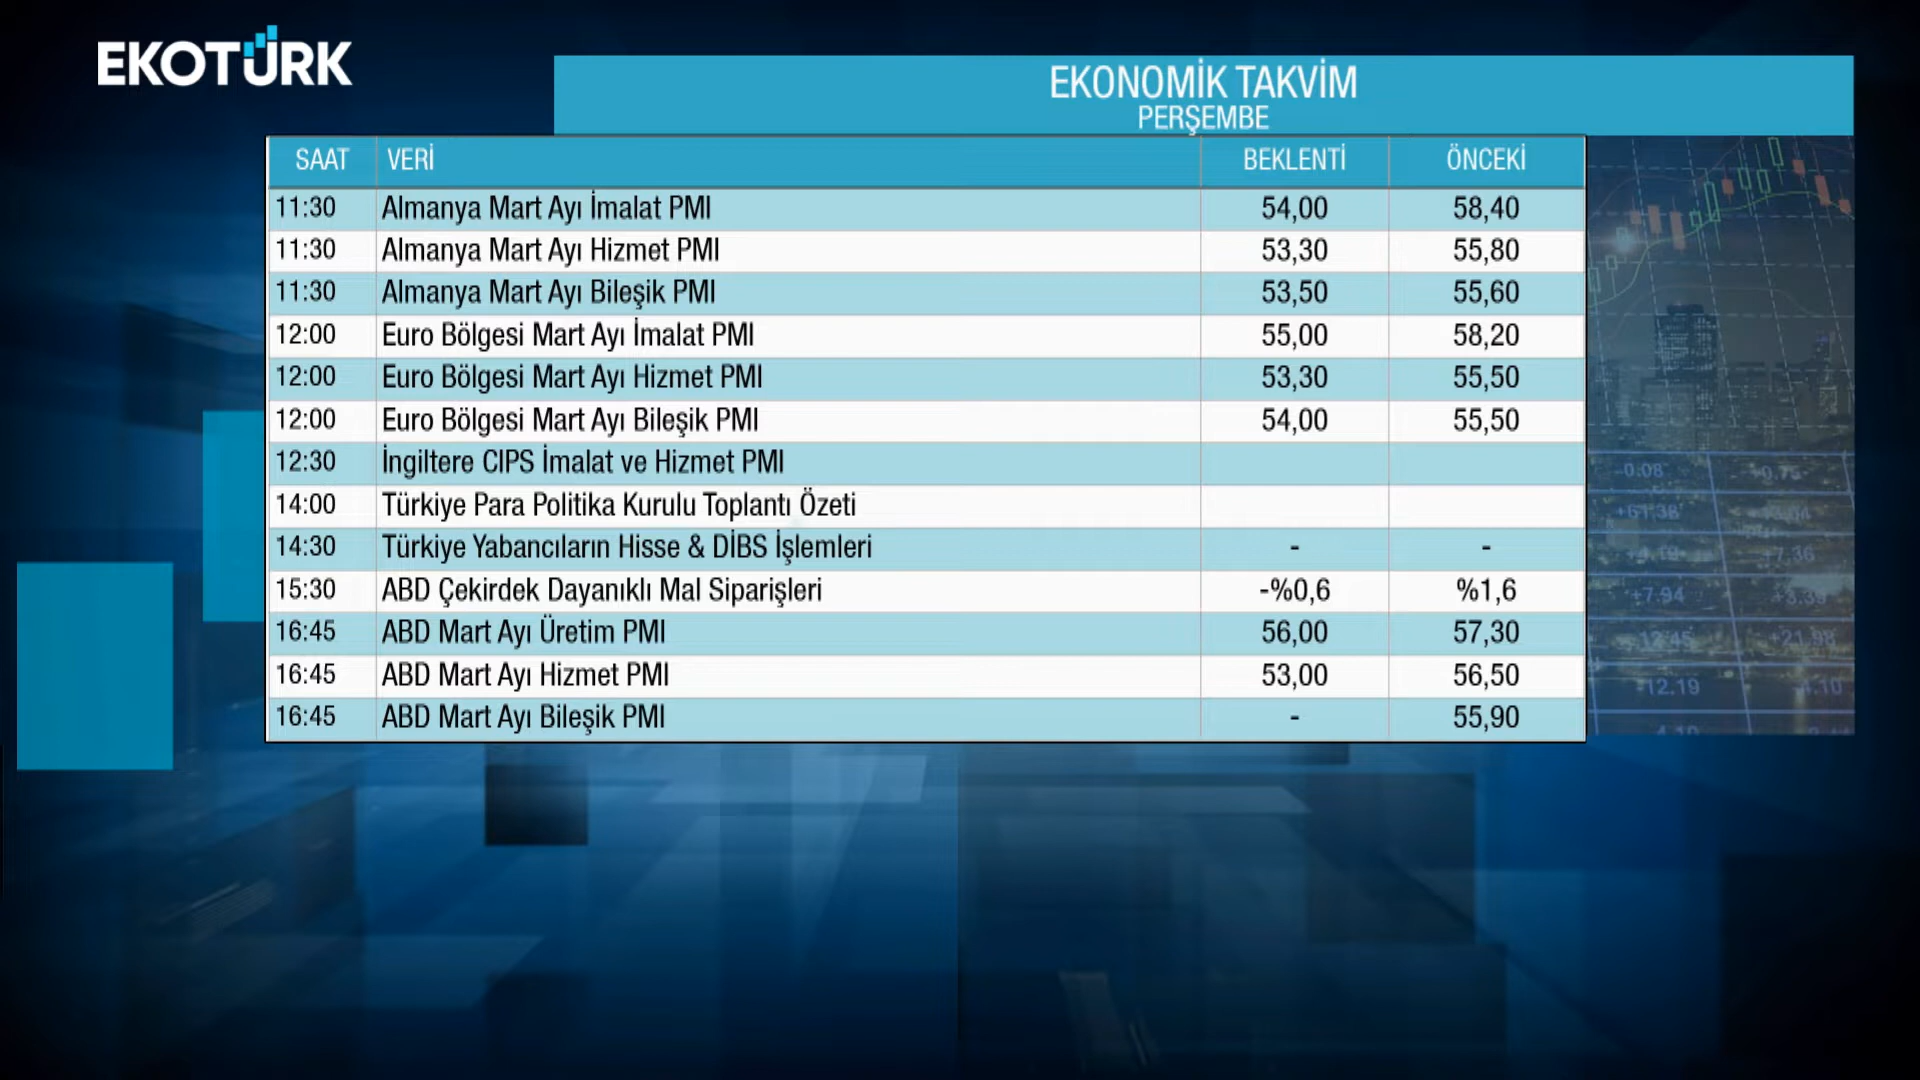 EKOTÜRK
EKONOMİK TAKVİM
PERŞEMBE
SAAT VERİ BEKLENTİ ÖNCEKİ
11:30 Almanya Mart Ayı İmalat PMI 54,00 58,40
11:30 Almanya Mart Ayı Hizmet PMI 53,30 55,80
11:30 Almanya Mart Ayı Bileşik PMI 53,50 55,60
12:00 Euro Bölgesi Mart Ayı İmalat PMI 55,00 58,20
12:00 Euro Bölgesi Mart Ayı Hizmet PMI 53,30 55,50
12:00 Euro Bölgesi Mart Ayı Bileşik PMI 54,00 55,50
12:30 İngiltere CIPS İmalat ve Hizmet PMI
14:00 Türkiye Para Politika Kurulu Toplantı Özeti
14:30 Türkiye Yabancıların Hisse & DİBS İşlemleri - -
15:30 ABD Çekirdek Dayanıklı Mal Siparişleri -%0,6 %1,6
16:45 ABD Mart Ayı Üretim PMI 56,00 57,30
16:45 ABD Mart Ayı Hizmet PMI 53,00 56,50
16:45 ABD Mart Ayı Bileşik PMI - 55,90